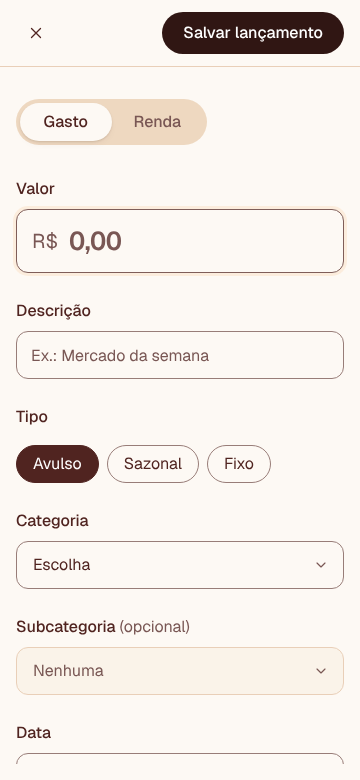 Salvar lançamento
Gasto Renda
Valor
R$ 0,00
Descrição
Ex.: Mercado da semana
Tipo
Avulso Sazonal Fixo
Categoria
Escolha
Subcategoria (opcional)
Nenhuma
Data